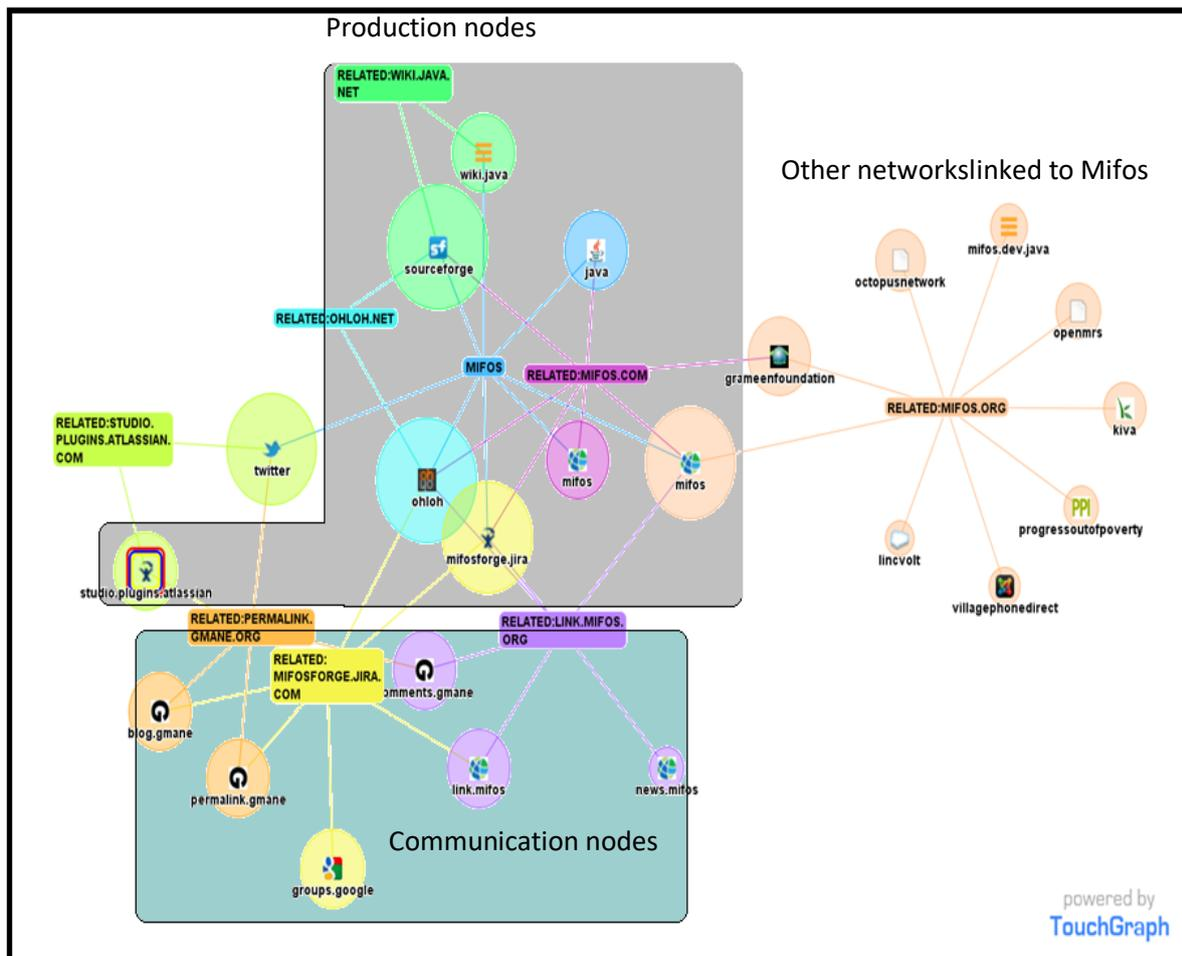 Production nodes
RELATED:WIKI.JAVA.
NET
wiki.java
Other networkslinked to Mifos
sourceforge
java
mifos.dev.java
octopusnetwork
openmrs
RELATED:OHLOH.NET
MIFOS
RELATED:MIFOS.COM
grameenfoundation
RELATED:MIFOS.ORG
kiva
RELATED:STUDIO.
PLUGINS.ATLASSIAN.
COM
twitter
ohloh
mifos
mifos
mifosforge.jira
progressoutofpoverty
PPI
lincvolt
villagephonedirect
studio.plugins.atlassian
RELATED:PERMALINK.
GMANE.ORG
RELATED:LINK.MIFOS.
ORG
RELATED:
MIFOSFORGE.JIRA.
COM
omments.gmane
blog.gmane
permalink.gmane
link.mifos
news.mifos
Communication nodes
groups.google
powered by
TouchGraph
sf